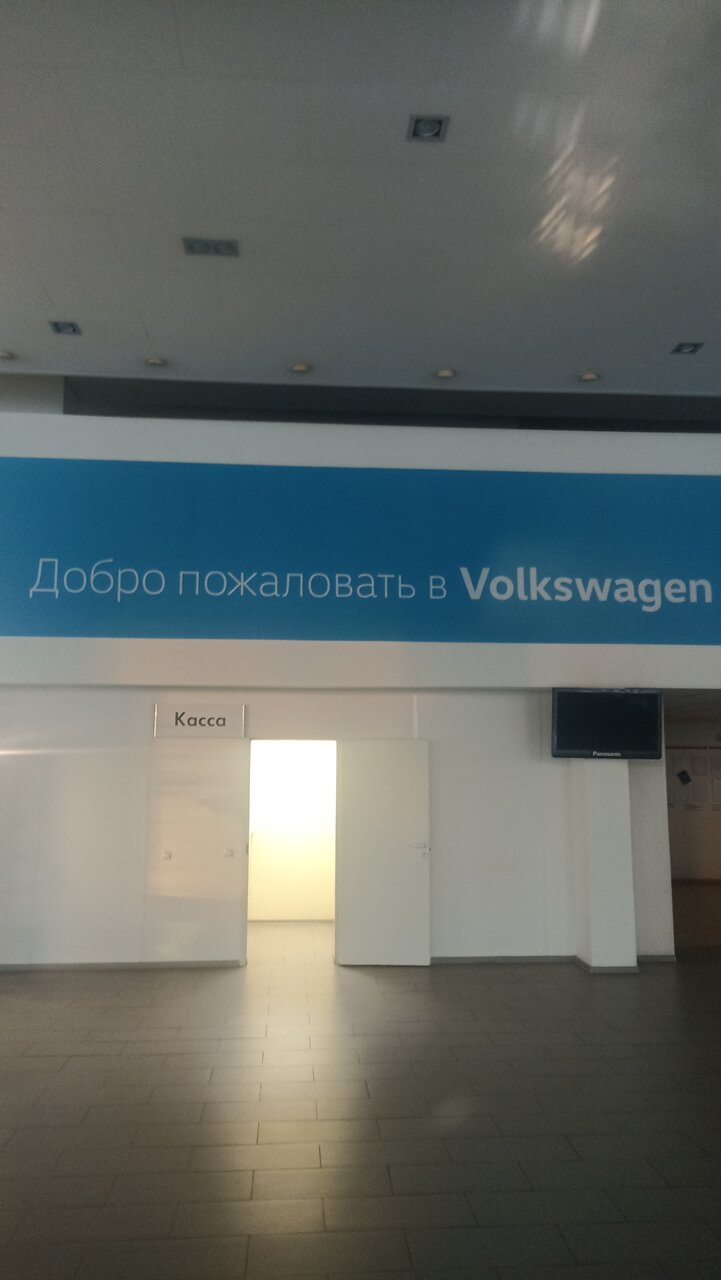 Добро пожаловать в Volkswagen
Касса
Panasonic